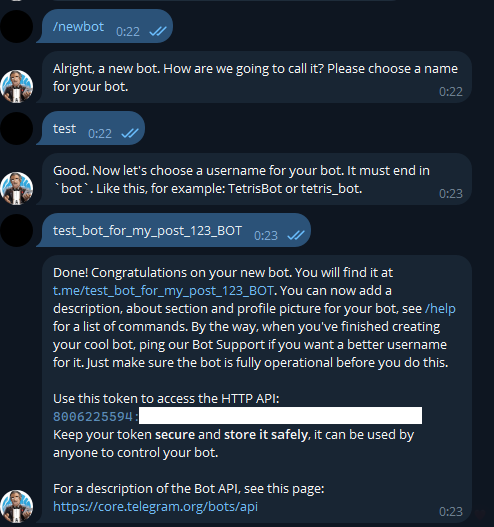 /newbot 0:22
Alright, a new bot. How are we going to call it? Please choose a name
for your bot. 0:22
test 0:22
Good. Now let's choose a username for your bot. It must end in
`bot`. Like this, for example: TetrisBot or tetris_bot. 0:23
test_bot_for_my_post_123_BOT 0:23
Done! Congratulations on your new bot. You will find it at
t.me/test_bot_for_my_post_123_BOT. You can now add a
description, about section and profile picture for your bot, see /help
for a list of commands. By the way, when you've finished creating
your cool bot, ping our Bot Support if you want a better username
for it. Just make sure the bot is fully operational before you do this.
Use this token to access the HTTP API:
8006225594:
Keep your token secure and store it safely, it can be used by
anyone to control your bot.
For a description of the Bot API, see this page:
https://core.telegram.org/bots/api 0:23